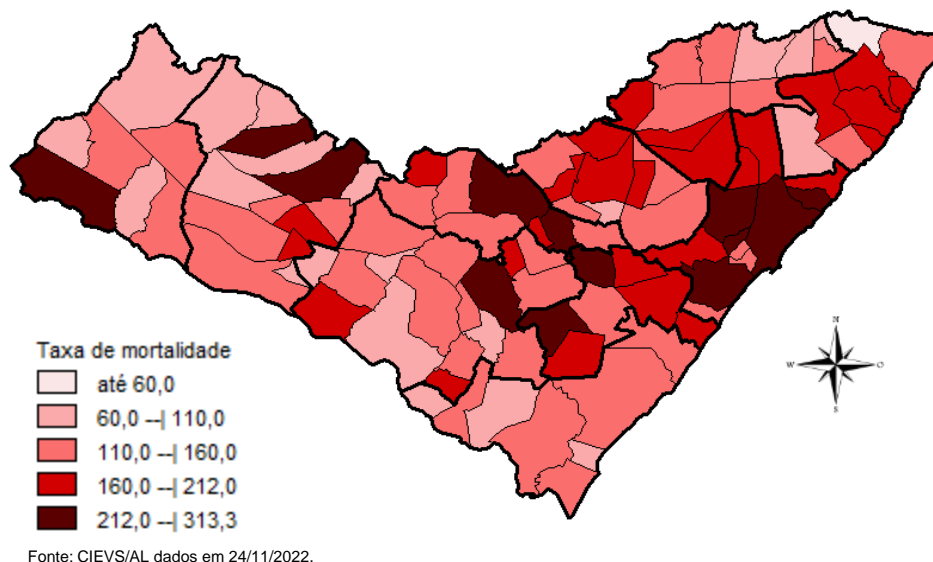 N
W
O
S
Taxa de mortalidade
até 60,0
60,0 --| 110,0
110,0 --| 160,0
160,0 --| 212,0
212,0 --| 313,3
Fonte: CIEVS/AL dados em 24/11/2022.